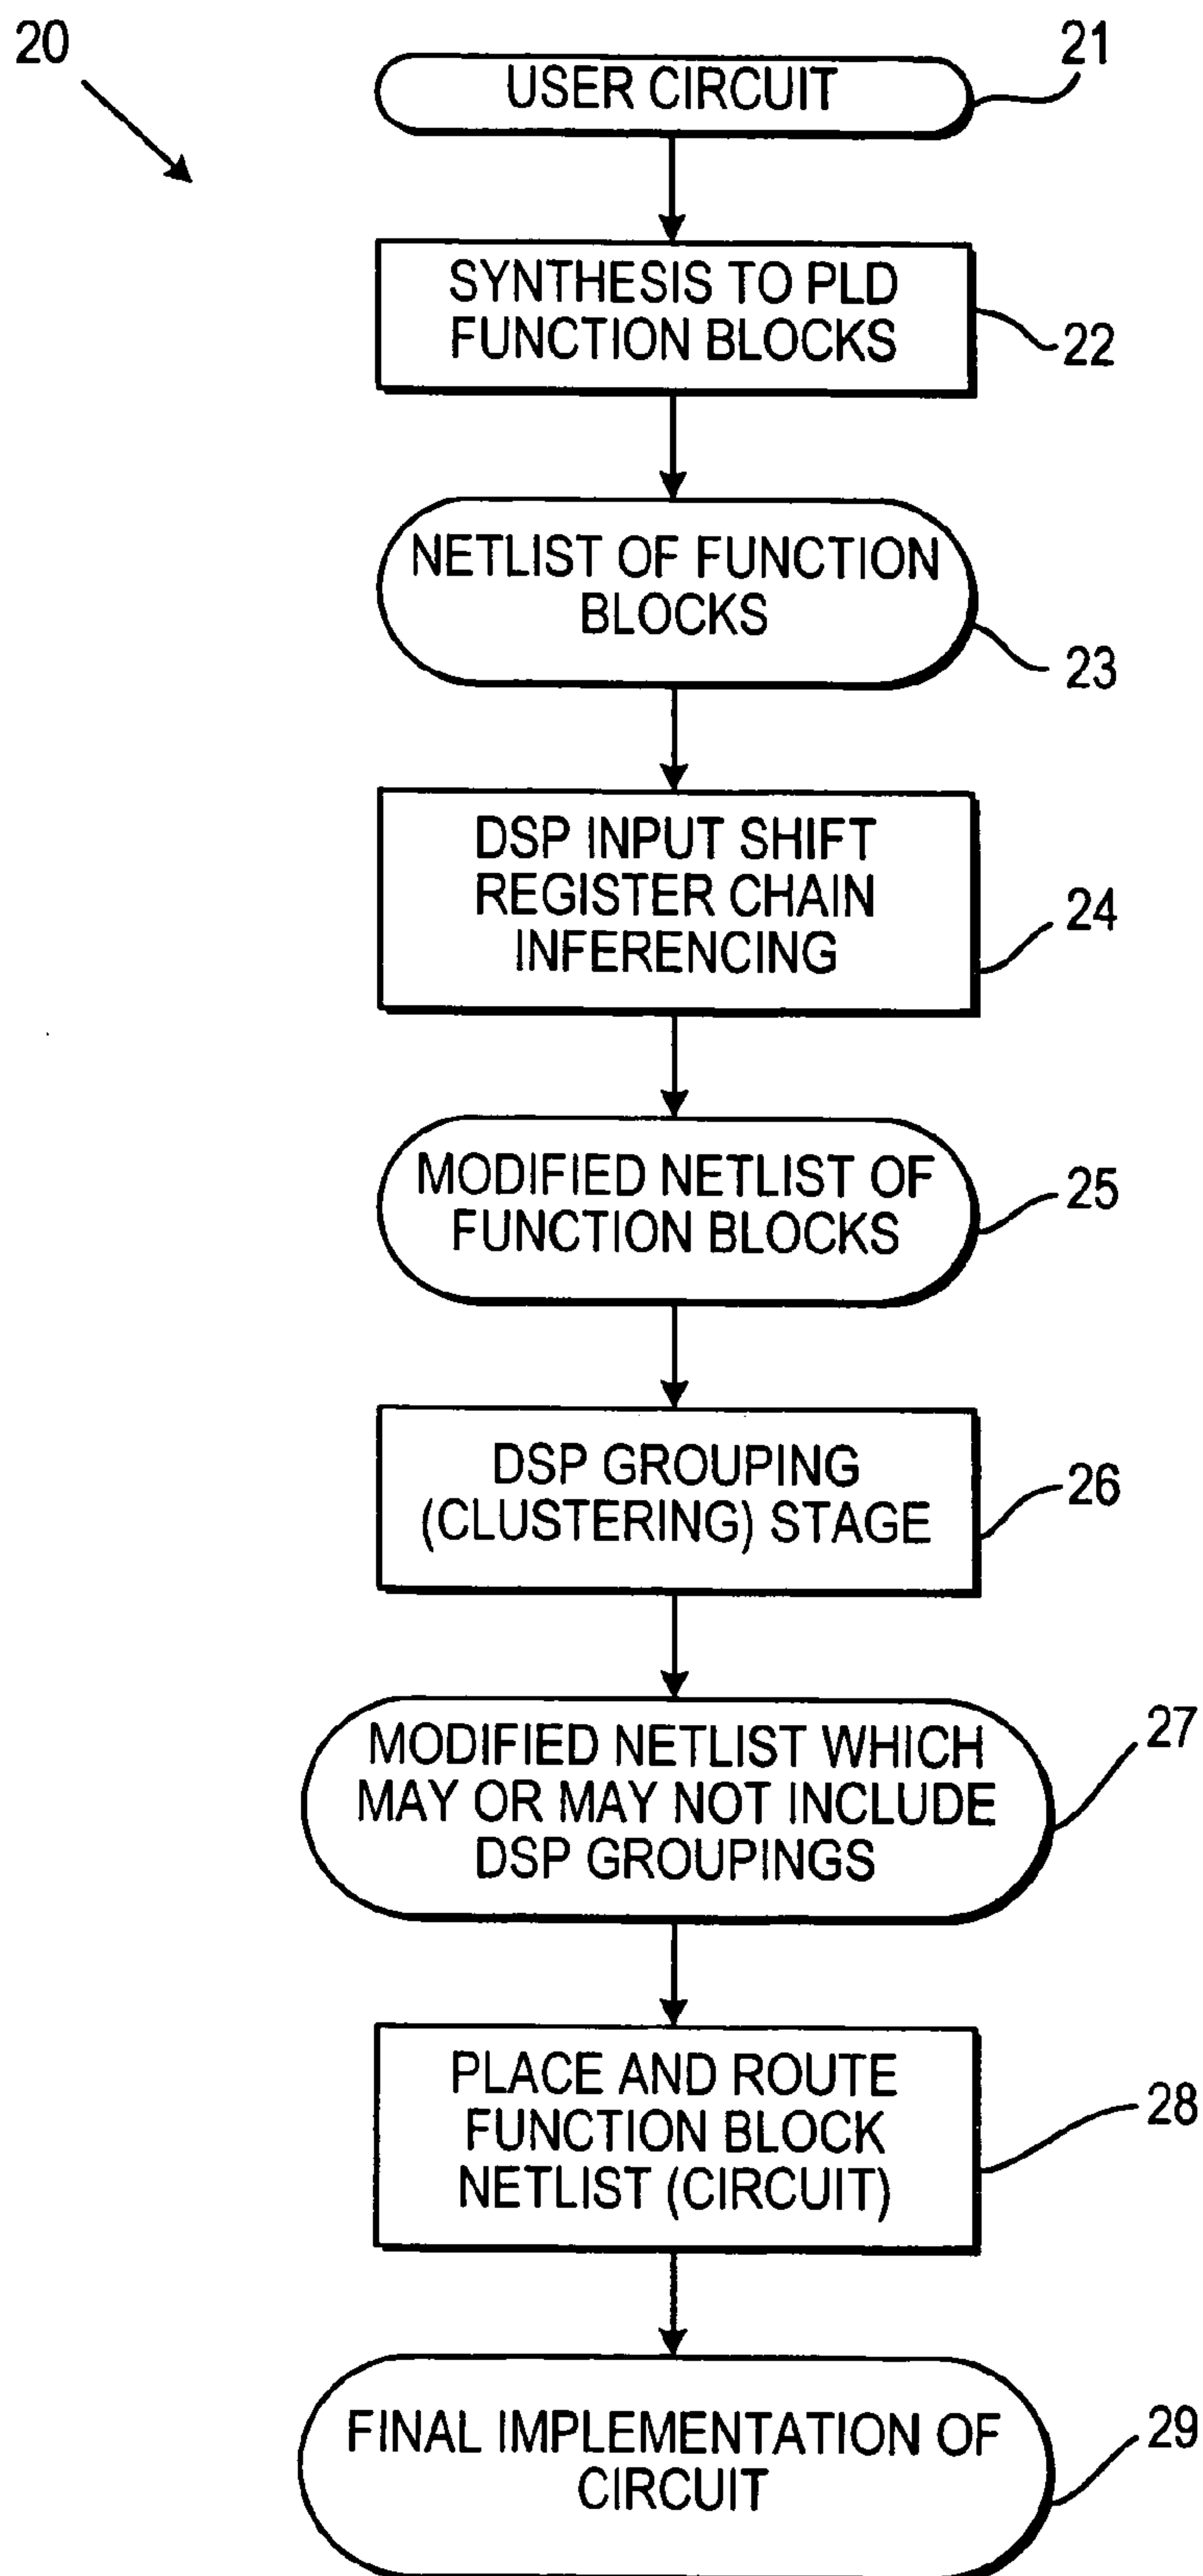 20
21
USER CIRCUIT
SYNTHESIS TO PLD
FUNCTION BLOCKS
22
NETLIST OF FUNCTION
BLOCKS
23
DSP INPUT SHIFT
REGISTER CHAIN
INFERENCING
24
MODIFIED NETLIST OF
FUNCTION BLOCKS
25
DSP GROUPING
(CLUSTERING) STAGE
26
MODIFIED NETLIST WHICH
MAY OR MAY NOT INCLUDE
DSP GROUPINGS
27
PLACE AND ROUTE
FUNCTION BLOCK
NETLIST (CIRCUIT)
28
FINAL IMPLEMENTATION OF
CIRCUIT
29